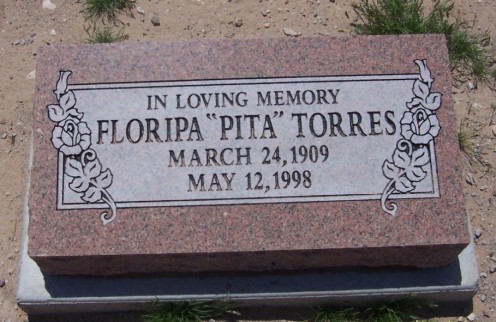 IN LOVING MEMORY
FLORIPA "PITA" TORRES
MARCH 24, 1909
MAY 12, 1998